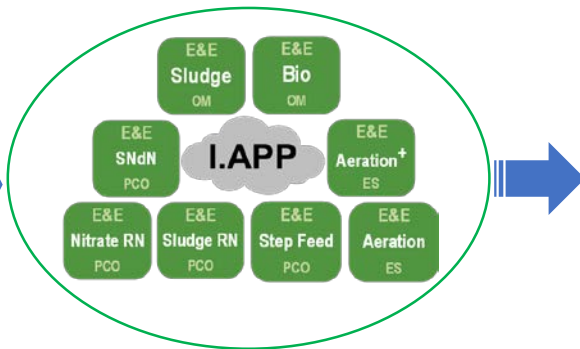 E&E
Sludge
OM
E&E
Bio
OM
E&E
SNdN
PCO
I.APP
E&E
Aeration+
ES
E&E
Nitrate RN
PCO
E&E
Sludge RN
PCO
E&E
Step Feed
PCO
E&E
Aeration
ES